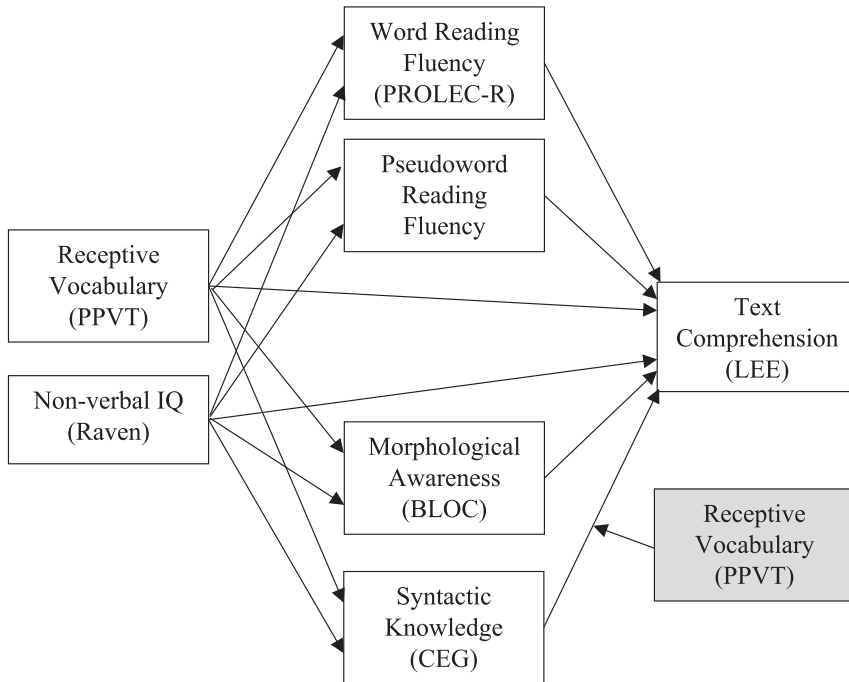 Word Reading
Fluency
(PROLEC-R)
Pseudoword
Reading
Fluency
Receptive
Vocabulary
(PPVT)
Non-verbal IQ
(Raven)
Text
Comprehension
(LEE)
Morphological
Awareness
(BLOC)
Receptive
Vocabulary
(PPVT)
Syntactic
Knowledge
(CEG)